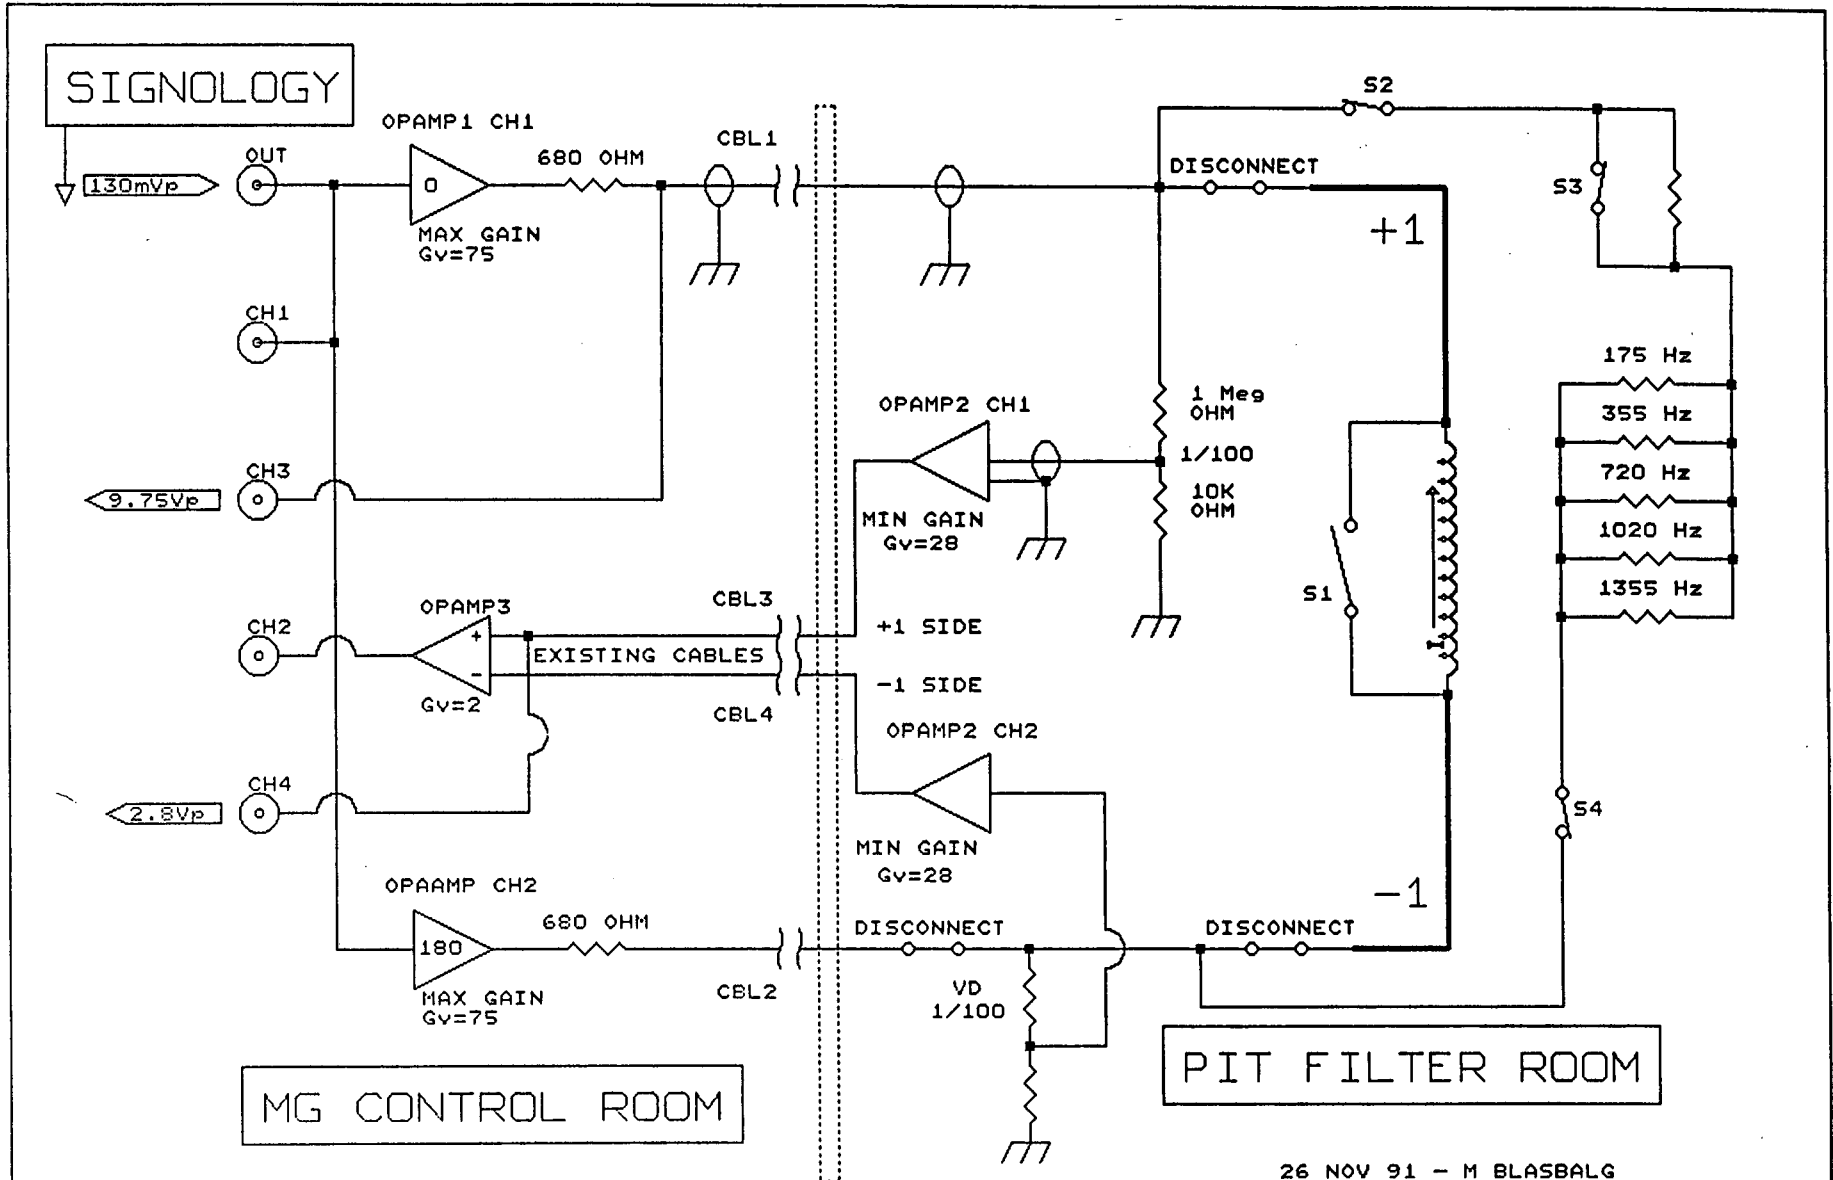 SIGNOLOGY
OPAMP1 CH1
680 OHM
CBL1
S2
OUT
130mVp
0
MAX GAIN
Gv=75
DISCONNECT
S3
+1
CH1
175 Hz
355 Hz
720 Hz
1020 Hz
1355 Hz
OPAMP2 CH1
1 Meg
OHM
1/100
10K
OHM
CH3
9.75Vp
MIN GAIN
Gv=28
S1
CBL3
OPAMP3
+1 SIDE
CH2
+
EXISTING CABLES
−
−1 SIDE
Gv=2
CBL4
OPAMP2 CH2
CH4
2.8Vp
S4
MIN GAIN
Gv=28
OPAAMP CH2
680 OHM
−1
DISCONNECT
DISCONNECT
180
CBL2
MAX GAIN
Gv=75
VD
1/100
PIT FILTER ROOM
MG CONTROL ROOM
26 NOV 91 - M BLASBALG